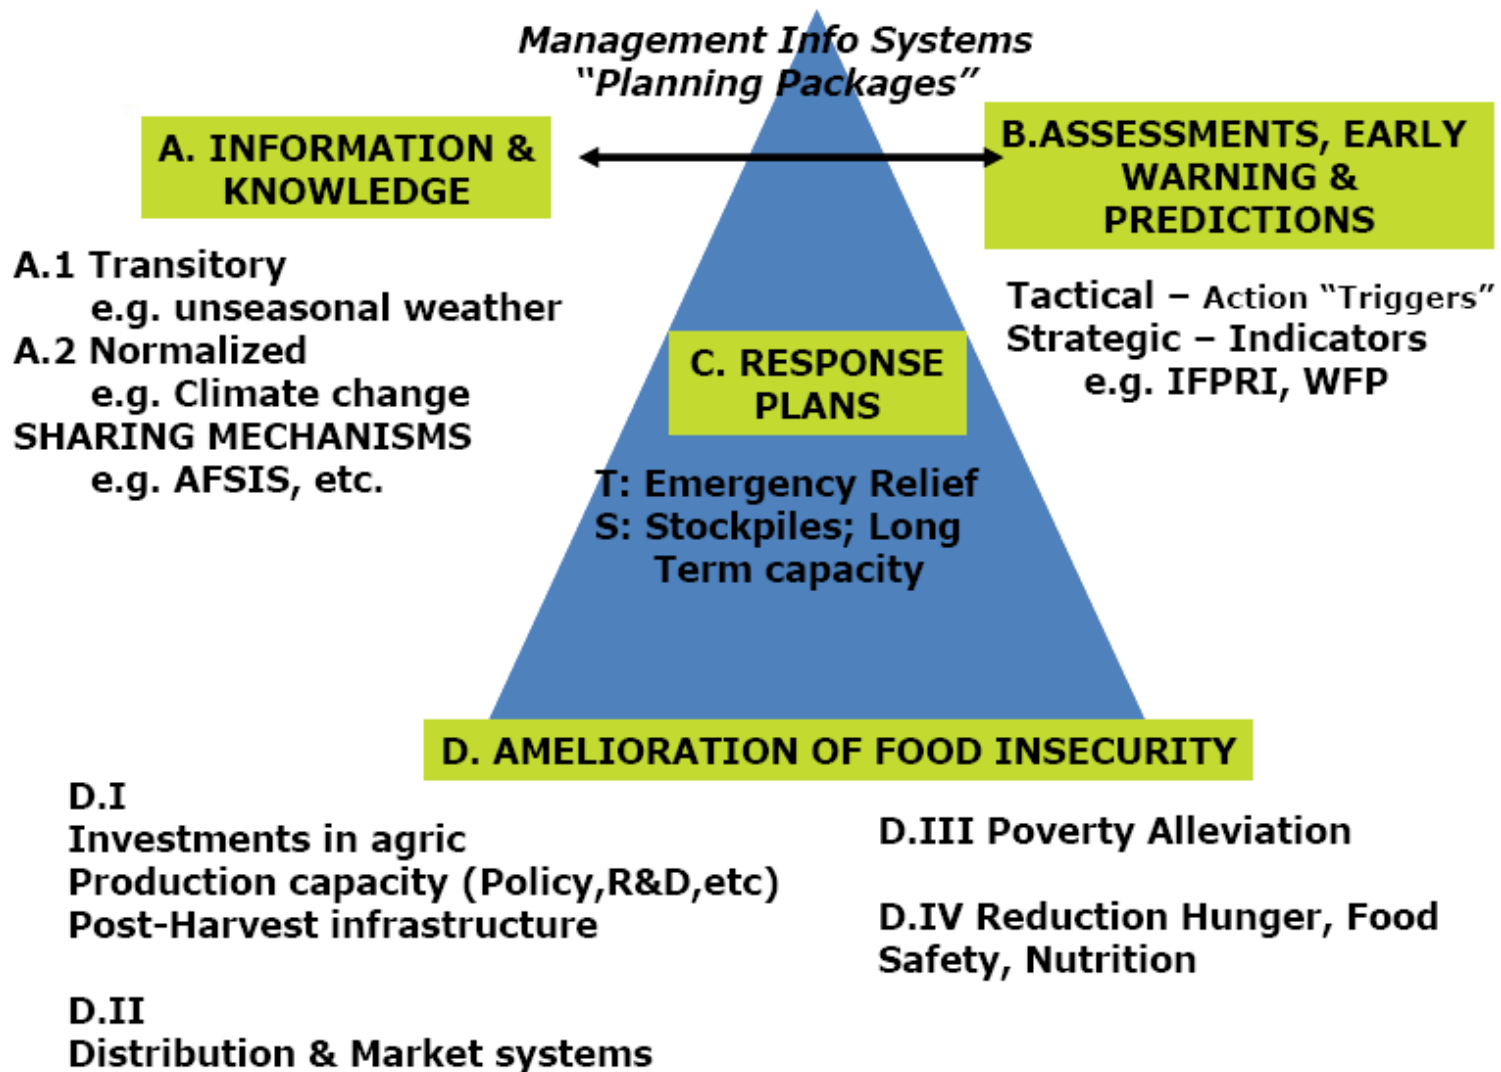 Management Info Systems
“Planning Packages”
A. INFORMATION &
KNOWLEDGE
B.ASSESSMENTS, EARLY
WARNING &
PREDICTIONS
A.1 Transitory
e.g. unseasonal weather
A.2 Normalized
e.g. Climate change
SHARING MECHANISMS
e.g. AFSIS, etc.
Tactical – Action “Triggers”
Strategic – Indicators
e.g. IFPRI, WFP
C. RESPONSE
PLANS
T: Emergency Relief
S: Stockpiles; Long
Term capacity
D. AMELIORATION OF FOOD INSECURITY
D.I
Investments in agric
Production capacity (Policy,R&D,etc)
Post-Harvest infrastructure
D.II
Distribution & Market systems
D.III Poverty Alleviation
D.IV Reduction Hunger, Food
Safety, Nutrition